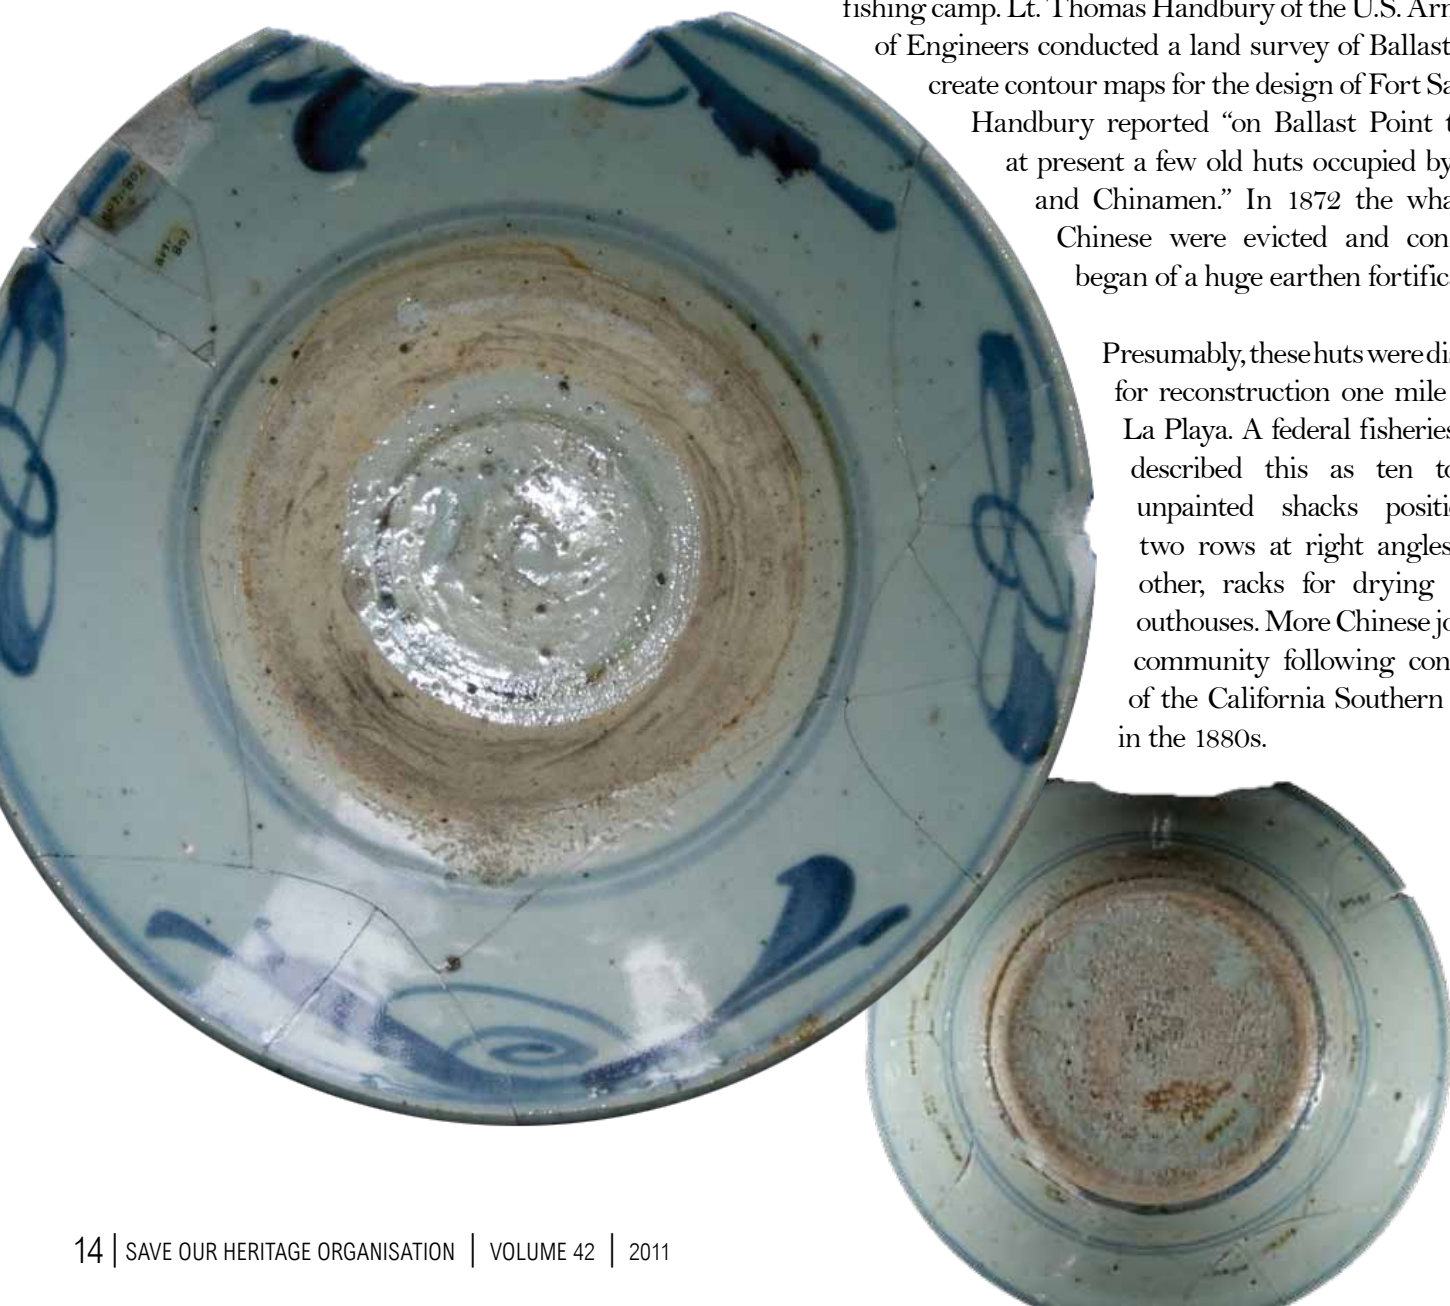 fishing camp. Lt. Thomas Handbury of the U.S. Arm
of Engineers conducted a land survey of Ballast
create contour maps for the design of Fort Sa
Handbury reported “on Ballast Point t
at present a few old huts occupied by
and Chinamen.” In 1872 the wha
Chinese were evicted and con
began of a huge earthen fortific
Presumably, these huts were dis
for reconstruction one mile
La Playa. A federal fisheries
described this as ten to
unpainted shacks positi
two rows at right angles
other, racks for drying
outhouses. More Chinese jo
community following con
of the California Southern
in the 1880s.
14 | SAVE OUR HERITAGE ORGANISATION | VOLUME 42 | 2011